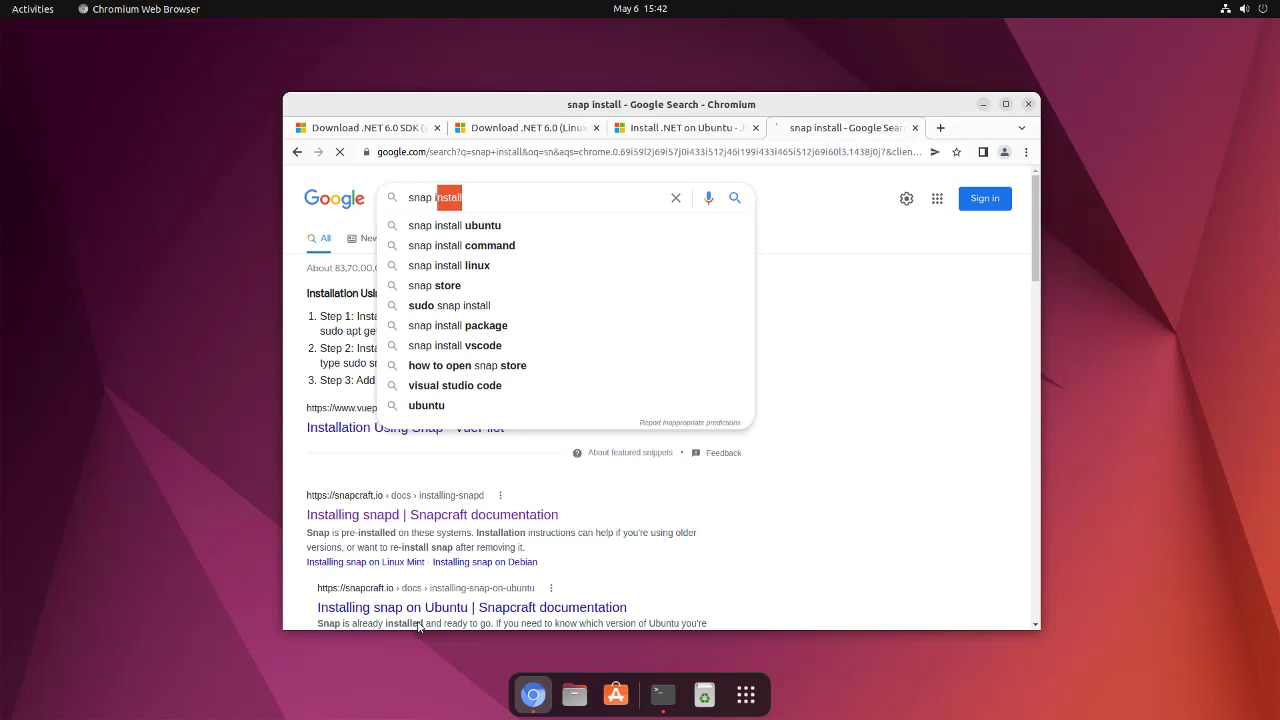 Activities
Chromium Web Browser
May 6 15:42
snap install - Google Search - Chromium
Download .NET 6.0 SDK (
Download .NET 6.0 (Linux
Install .NET on Ubuntu - .
snap install - Google Sear
google.com/search?q=snap+install&oq=sn&aqs=chrome.0.69i59l2j69i57j0i433i512j46i199i433i465i512j69i60l3.1438j0j7&clien...
Google
snap install
Sign in
All
New
snap install ubuntu
snap install command
snap install linux
snap store
sudo snap install
snap install package
snap install vscode
how to open snap store
visual studio code
ubuntu
Report inappropriate predictions
About 83,70,00,0
Installation Usin
1. Step 1: Insta
sudo apt ge
2. Step 2: Insta
type sudo sn
3. Step 3: Add
https://www.vuep
Installation Using Snap - VuePilot
About featured snippets • Feedback
https://snapcraft.io › docs › installing-snapd
Installing snapd | Snapcraft documentation
Snap is pre-installed on these systems. Installation instructions can help if you're using older
versions, or want to re-install snap after removing it.
Installing snap on Linux Mint · Installing snap on Debian
https://snapcraft.io › docs › installing-snap-on-ubuntu
Installing snap on Ubuntu | Snapcraft documentation
Snap is already installed and ready to go. If you need to know which version of Ubuntu you're